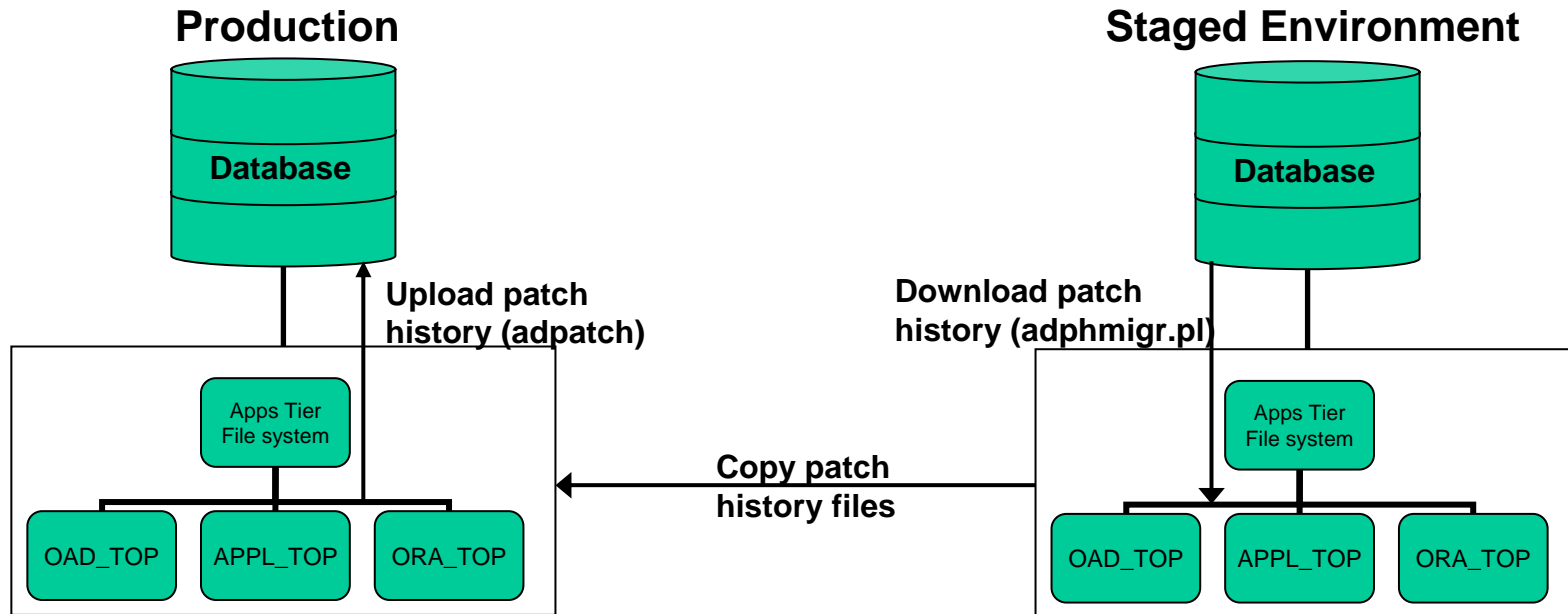 Production
Staged Environment
Database
Database
Upload patch
history (adpatch)
Download patch
history (adphmigr.pl)
Apps Tier
File system
Apps Tier
File system
Copy patch
history files
OAD_TOP
APPL_TOP
ORA_TOP
OAD_TOP
APPL_TOP
ORA_TOP